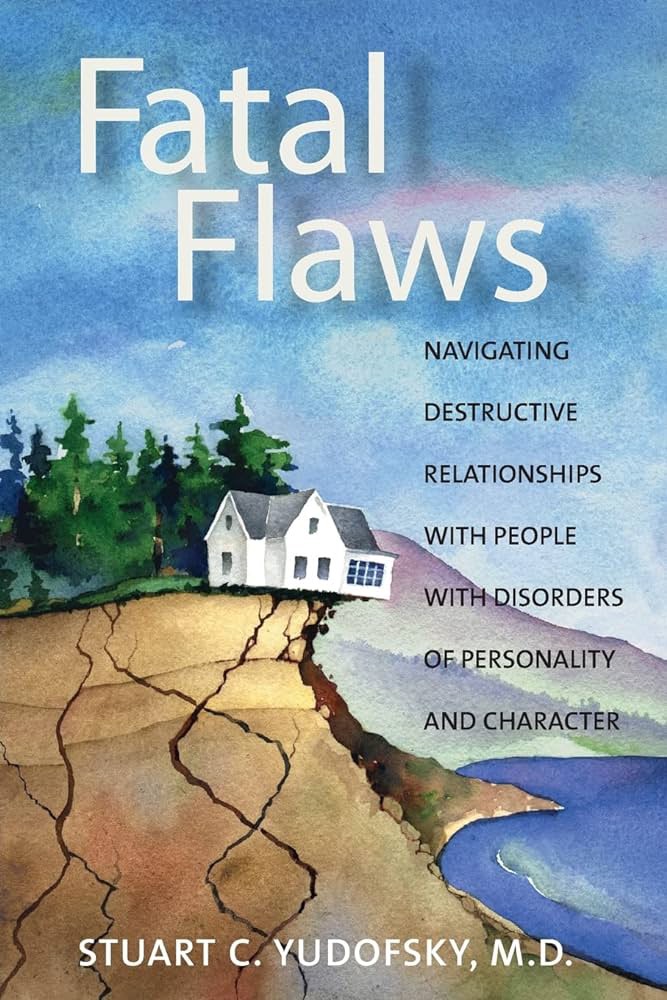 Fatal
Flaws
NAVIGATING
DESTRUCTIVE
RELATIONSHIPS
WITH PEOPLE
WITH DISORDERS
OF PERSONALITY
AND CHARACTER
STUART C. YUDOFSKY, M.D.